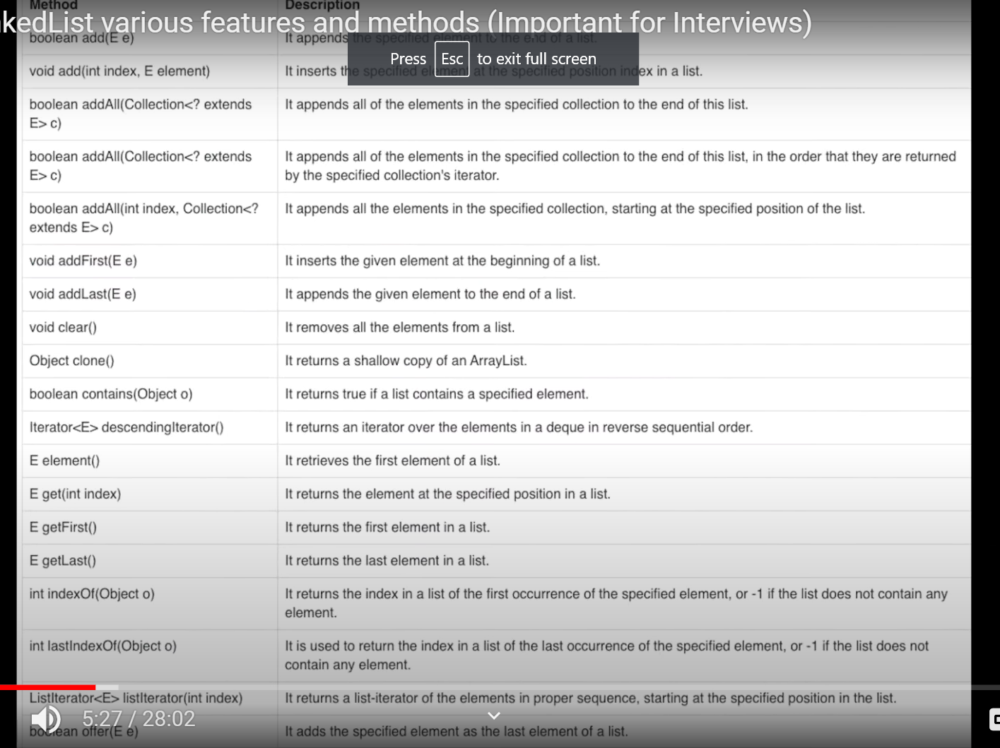 Method Description
kedList various features and methods (Important for Interviews)
boolean add(E e) It appends the specified element to the end of a list.
Press Esc to exit full screen
void add(int index, E element) It inserts the specified element at the specified position index in a list.
boolean addAll(Collection<? extends It appends all of the elements in the specified collection to the end of this list.
E> c)
boolean addAll(Collection<? extends It appends all of the elements in the specified collection to the end of this list, in the order that they are returned
E> c) by the specified collection's iterator.
boolean addAll(int index, Collection<? It appends all the elements in the specified collection, starting at the specified position of the list.
extends E> c)
void addFirst(E e) It inserts the given element at the beginning of a list.
void addLast(E e) It appends the given element to the end of a list.
void clear() It removes all the elements from a list.
Object clone() It returns a shallow copy of an ArrayList.
boolean contains(Object o) It returns true if a list contains a specified element.
Iterator<E> descendingIterator() It returns an iterator over the elements in a deque in reverse sequential order.
E element() It retrieves the first element of a list.
E get(int index) It returns the element at the specified position in a list.
E getFirst() It returns the first element in a list.
E getLast() It returns the last element in a list.
int indexOf(Object o) It returns the index in a list of the first occurrence of the specified element, or -1 if the list does not contain any
element.
int lastIndexOf(Object o) It is used to return the index in a list of the last occurrence of the specified element, or -1 if the list does not
contain any element.
ListIterator<E> listIterator(int index) It returns a list-iterator of the elements in proper sequence, starting at the specified position in the list.
5:27 / 28:02
boolean offer(E e) It adds the specified element as the last element of a list.